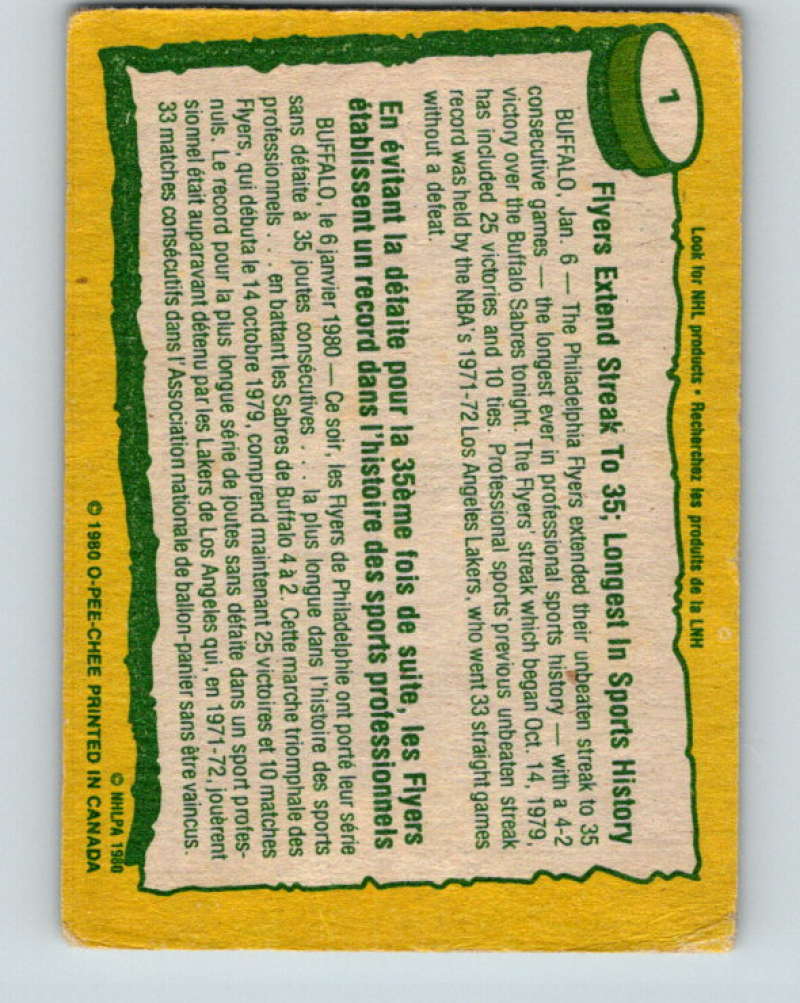 1
Look for NHL products • Recherchez les produits de la LNH
Flyers Extend Streak To 35; Longest In Sports History
BUFFALO, Jan. 6 — The Philadelphia Flyers extended their unbeaten streak to 35
consecutive games — the longest ever in professional sports history — with a 4-2
victory over the Buffalo Sabres tonight. The Flyers' streak which began Oct. 14, 1979,
has included 25 victories and 10 ties. Professional sports' previous unbeaten streak
record was held by the NBA's 1971-72 Los Angeles Lakers, who went 33 straight games
without a defeat.
En évitant la défaite pour la 35ème fois de suite, les Flyers
établissent un record dans l'histoire des sports professionnels
BUFFALO, le 6 janvier 1980 — Ce soir, les Flyers de Philadelphie ont porté leur série
sans défaite à 35 joutes consécutives . . . la plus longue dans l'histoire des sports
professionnels . . . en battant les Sabres de Buffalo 4 à 2. Cette marche triomphale des
Flyers, qui débuta le 14 octobre 1979, comprend maintenant 25 victoires et 10 matches
nuls. Le record pour la plus longue série de joutes sans défaite dans un sport profes-
sionnel était auparavant détenu par les Lakers de Los Angeles qui, en 1971-72, jouèrent
33 matches consécutifs dans l'Association nationale de ballon-panier sans être vaincus.
© NHLPA 1980
© 1980 O-PEE-CHEE PRINTED IN CANADA